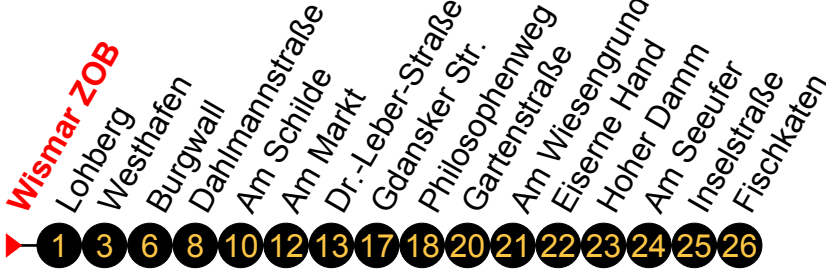 Wismar ZOB
Lohberg
Westhafen
Burgwall
Dahlmannstraße
Am Schilde
Am Markt
Dr.-Leber-Straße
Gdansker Str.
Philosophenweg
Gartenstraße
Am Wiesengrund
Eiserne Hand
Hoher Damm
Am Seeufer
Inselstraße
Fischkaten
1 3 6 8 10 12 13 17 18 20 21 22 23 24 25 26